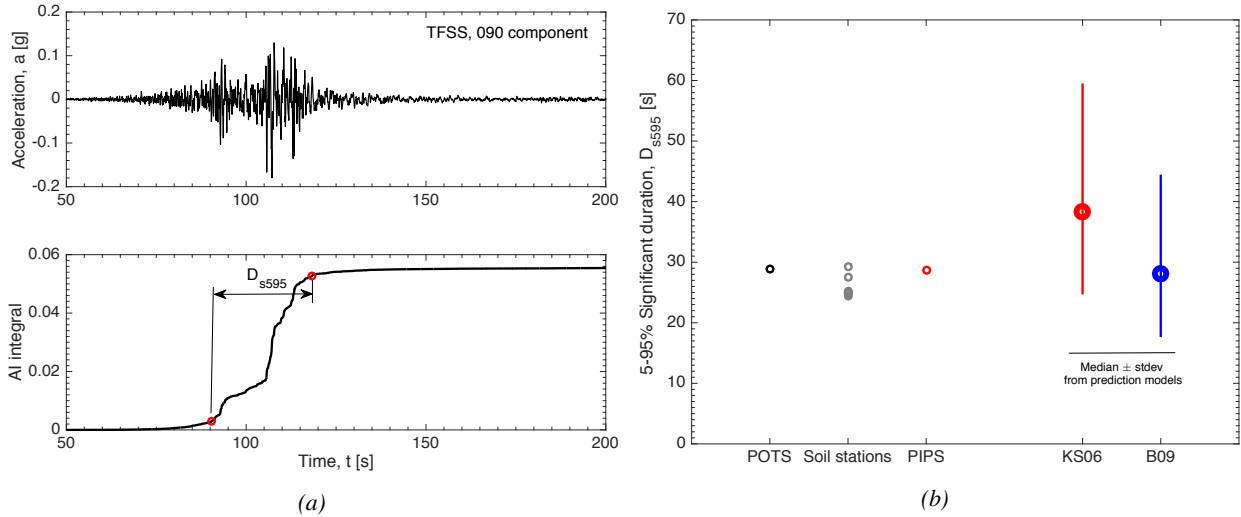 TFSS, 090 component
Acceleration, a [g]
0.2
0.1
0
-0.1
-0.2
50
100
150
200
AI integral
0.06
0.04
0.02
0
D_s595
50
100
150
200
Time, t [s]
(a)
5-95% Significant duration, D_s595 [s]
70
60
50
40
30
20
10
0
Median ± stdev
from prediction models
POTS
Soil stations
PIPS
KS06
B09
(b)